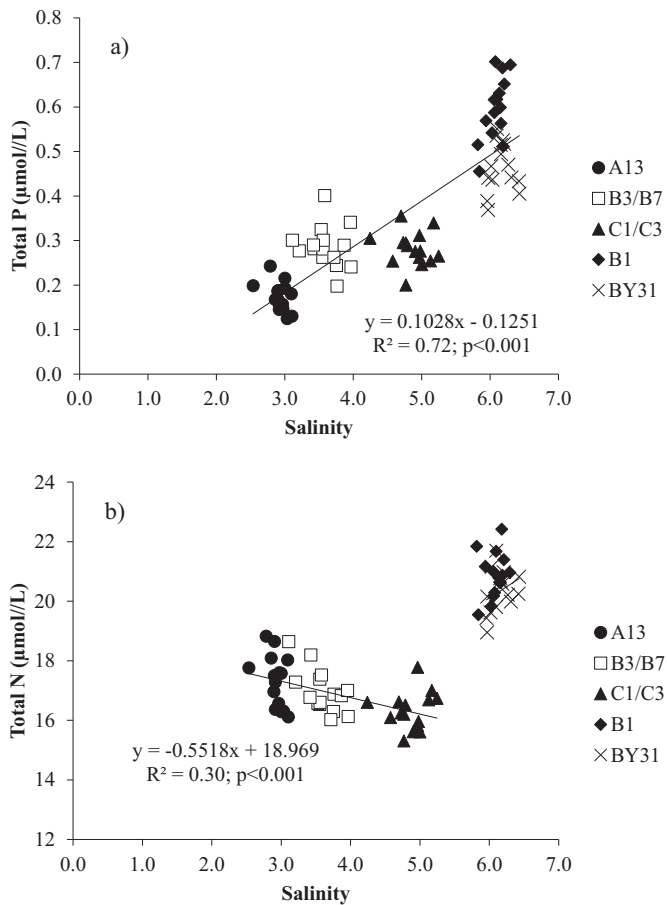 a)
0.8
0.7
0.6
0.5
0.4
0.3
0.2
0.1
0.0
Total P (µmol//L)
y = 0.1028x - 0.1251
R² = 0.72; p<0.001
0.0 1.0 2.0 3.0 4.0 5.0 6.0 7.0
Salinity
A13
B3/B7
C1/C3
B1
BY31
b)
24
22
20
18
16
14
12
Total N (µmol//L)
y = -0.5518x + 18.969
R² = 0.30; p<0.001
0.0 1.0 2.0 3.0 4.0 5.0 6.0 7.0
Salinity
A13
B3/B7
C1/C3
B1
BY31